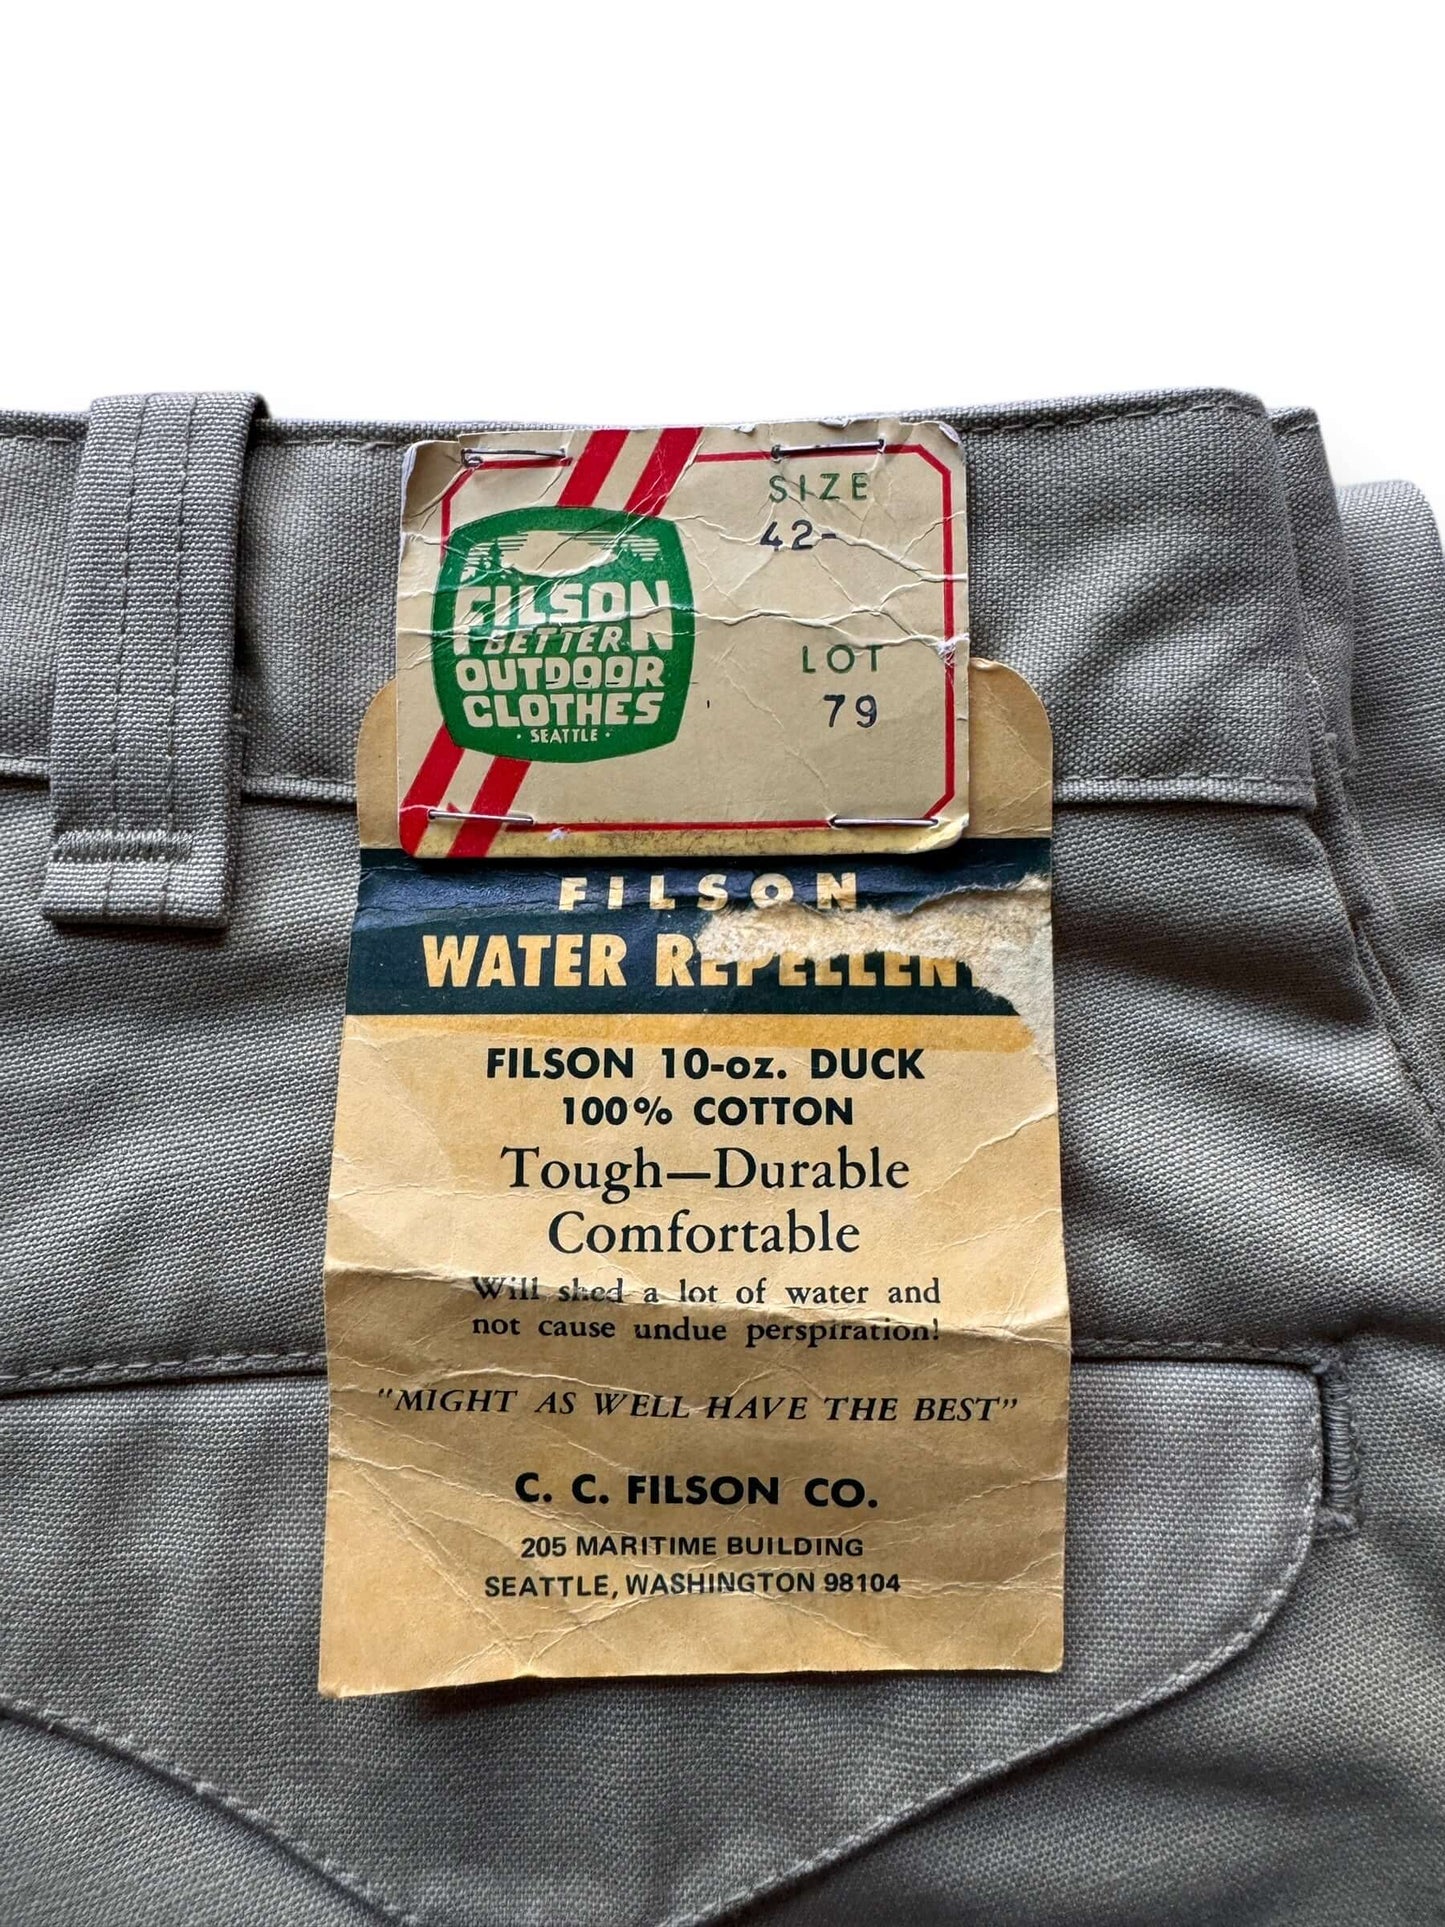 SIZE
42-
LOT
79
FILSON
BETTER
OUTDOOR
CLOTHES
· SEATTLE ·
FILSON
WATER REPELLENT
FILSON 10-oz. DUCK
100% COTTON
Tough—Durable
Comfortable
Will shed a lot of water and
not cause undue perspiration!
"MIGHT AS WELL HAVE THE BEST"
C. C. FILSON CO.
205 MARITIME BUILDING
SEATTLE, WASHINGTON 98104